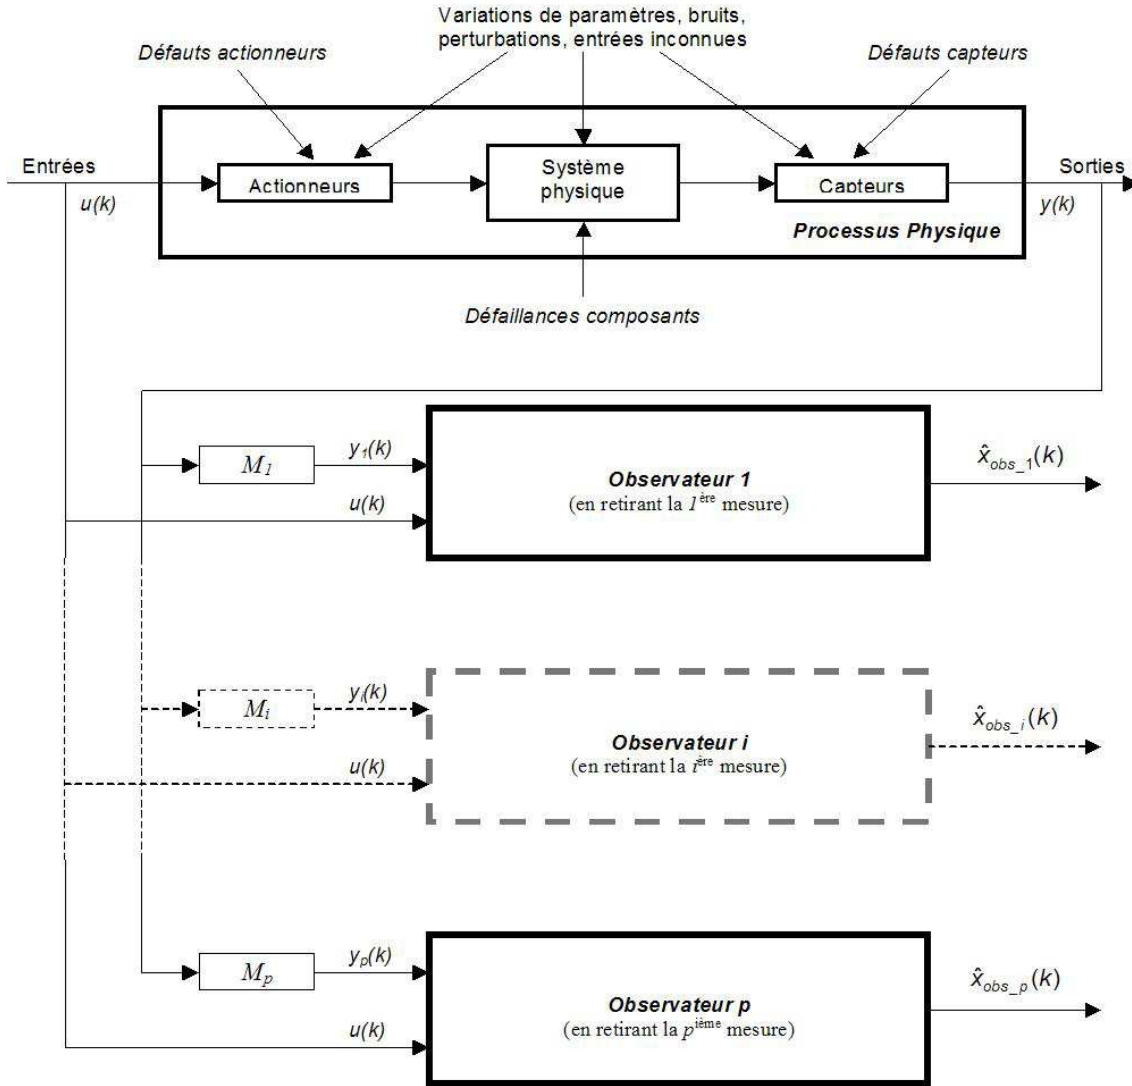 Variations de paramètres, bruits,
perturbations, entrées inconnues
Défauts actionneurs
Défauts capteurs
Entrées
u(k)
Actionneurs
Système
physique
Capteurs
Sorties
y(k)
Processus Physique
Défaillances composants
M1
y1(k)
u(k)
Observateur 1
(en retirant la 1ère mesure)
x̂obs_1(k)
Mi
yi(k)
u(k)
Observateur i
(en retirant la ière mesure)
x̂obs_i(k)
Mp
yp(k)
u(k)
Observateur p
(en retirant la pième mesure)
x̂obs_p(k)